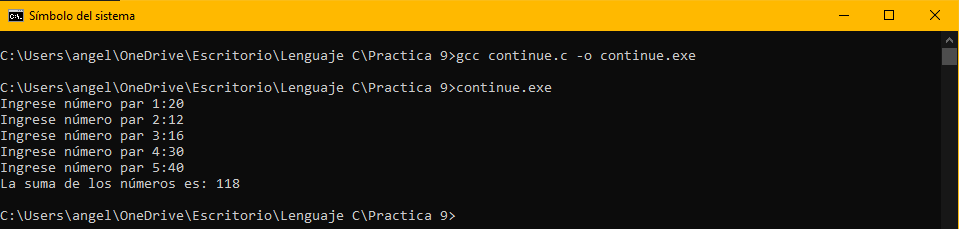 Símbolo del sistema
C:\Users\angel\OneDrive\Escritorio\Lenguaje C\Practica 9>gcc continue.c -o continue.exe
C:\Users\angel\OneDrive\Escritorio\Lenguaje C\Practica 9>continue.exe
Ingrese número par 1:20
Ingrese número par 2:12
Ingrese número par 3:16
Ingrese número par 4:30
Ingrese número par 5:40
La suma de los números es: 118
C:\Users\angel\OneDrive\Escritorio\Lenguaje C\Practica 9>